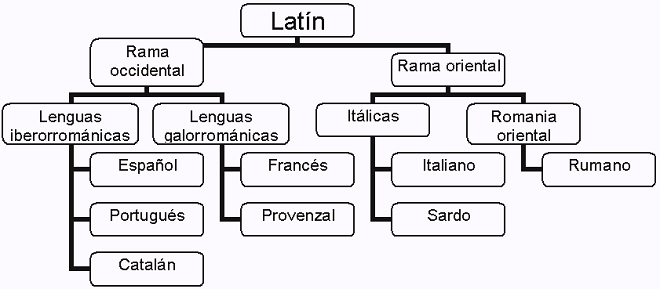 Latín
Rama
occidental
Rama oriental
Lenguas
iberorrománicas
Lenguas
galorrománicas
Itálicas
Romania
oriental
Español
Francés
Italiano
Rumano
Portugués
Provenzal
Sardo
Catalán